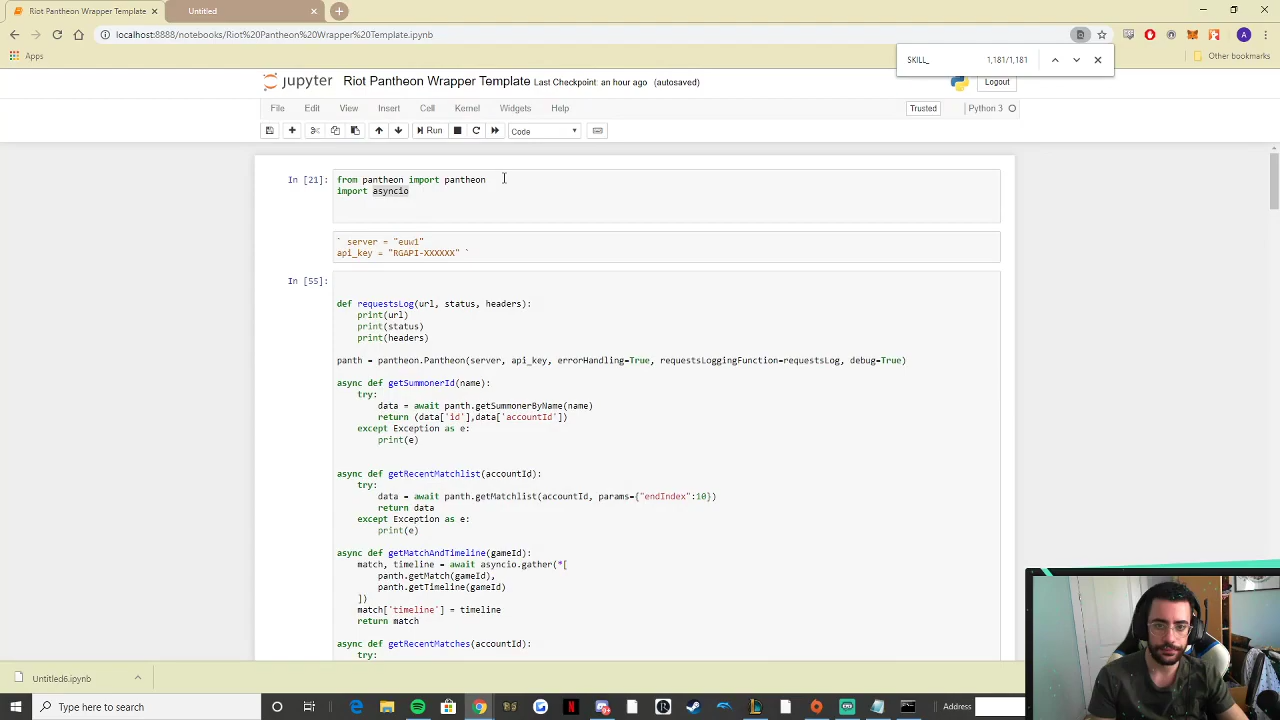 Riot Pantheon Wrapper Template
Untitled
localhost:8888/notebooks/Riot%20Pantheon%20Wrapper%20Template.ipynb
A
Apps
Other bookmarks
SKILL_ 1,181/1,181
jupyter Riot Pantheon Wrapper Template Last Checkpoint: an hour ago (autosaved)
Logout
File Edit View Insert Cell Kernel Widgets Help
Trusted
Python 3
Run
Code
In [21]:
from pantheon import pantheon
import asyncio
` server = "euw1"
api_key = "RGAPI-XXXXXX" `
In [55]:
def requestsLog(url, status, headers):
print(url)
print(status)
print(headers)
panth = pantheon.Pantheon(server, api_key, errorHandling=True, requestsLoggingFunction=requestsLog, debug=True)
async def getSummonerId(name):
try:
data = await panth.getSummonerByName(name)
return (data['id'],data['accountId'])
except Exception as e:
print(e)
async def getRecentMatchlist(accountId):
try:
data = await panth.getMatchlist(accountId, params={"endIndex":10})
return data
except Exception as e:
print(e)
async def getMatchAndTimeline(gameId):
match, timeline = await asyncio.gather(*[
panth.getMatch(gameId),
panth.getTimeline(gameId)
])
match['timeline'] = timeline
return match
async def getRecentMatches(accountId):
try:
Untitled6.ipynb
Type here to search
Address